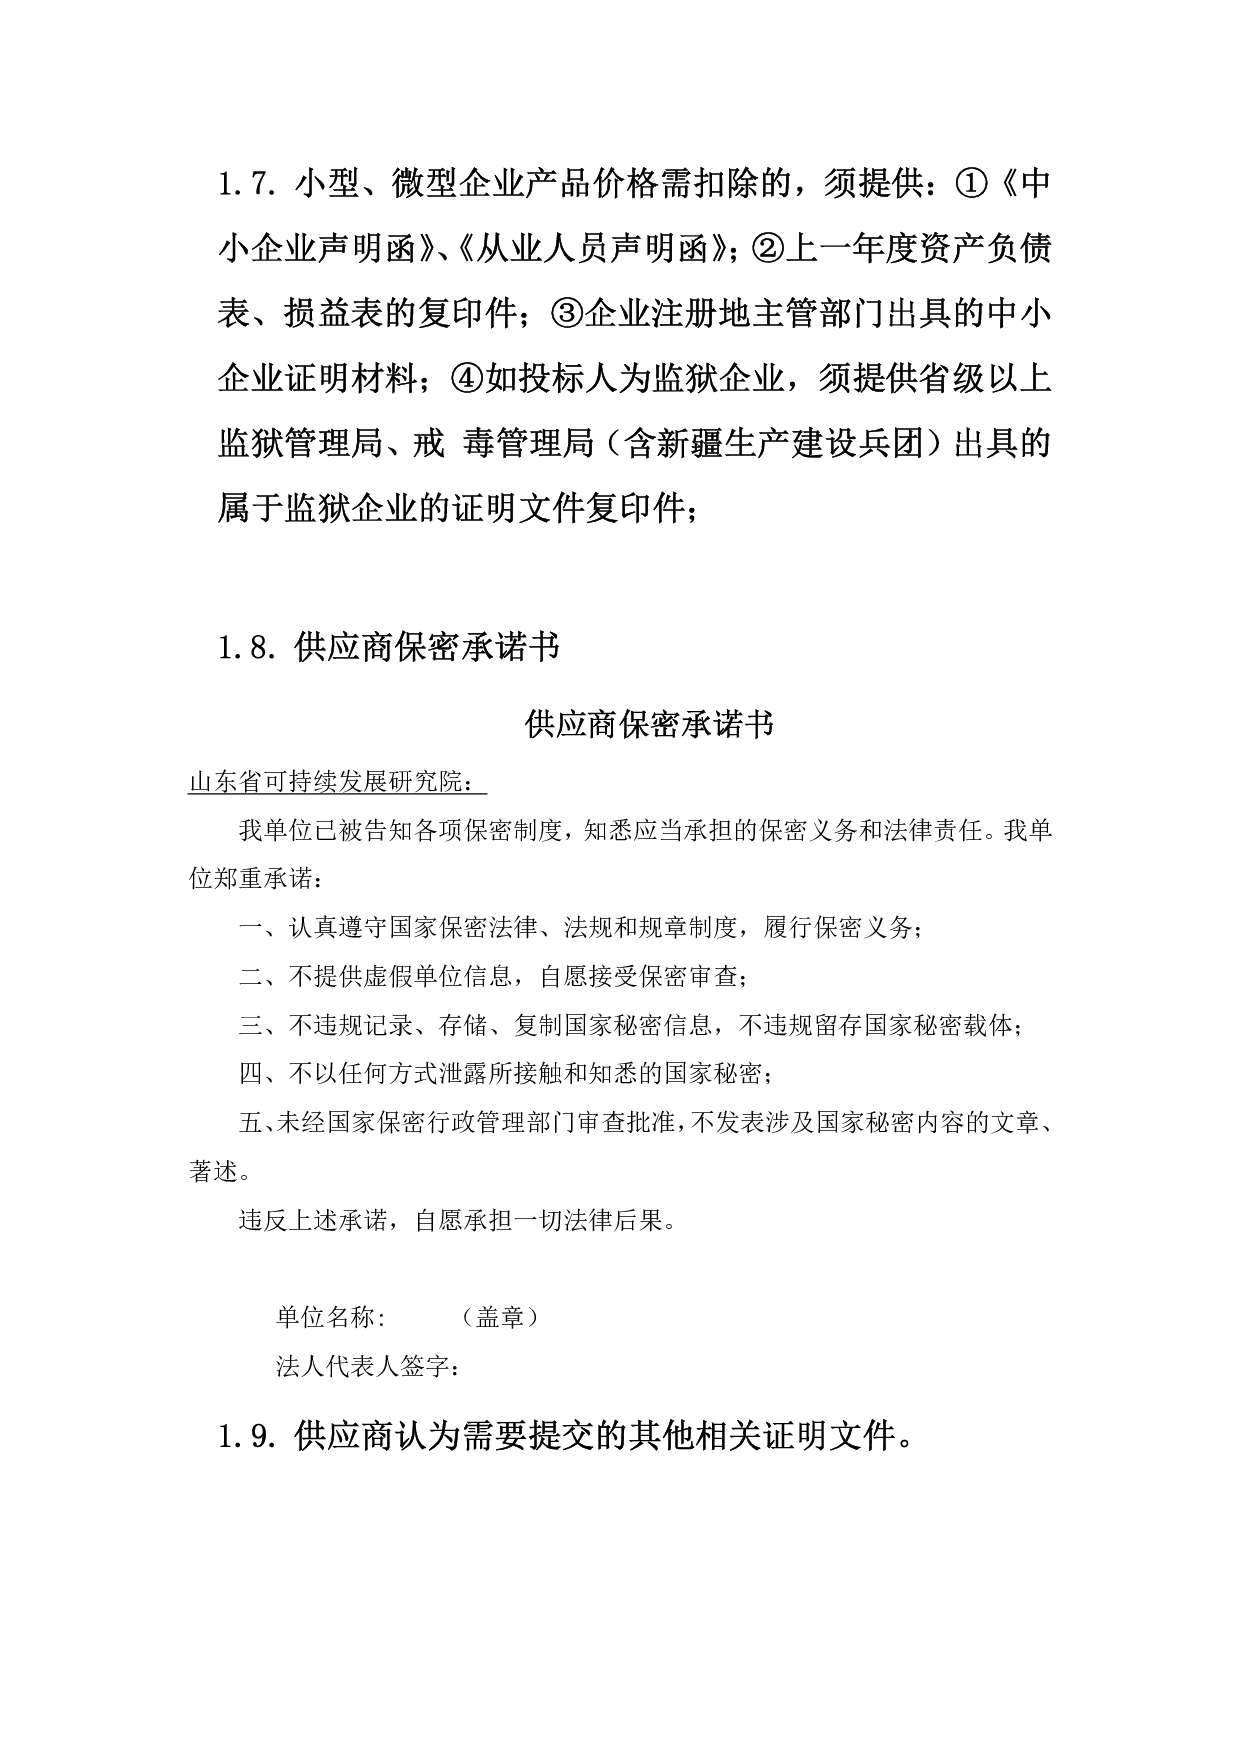 1.7. 小型、微型企业产品价格需扣除的，须提供：①《中
小企业声明函》、《从业人员声明函》；②上一年度资产负债
表、损益表的复印件；③企业注册地主管部门出具的中小
企业证明材料；④如投标人为监狱企业，须提供省级以上
监狱管理局、戒 毒管理局（含新疆生产建设兵团）出具的
属于监狱企业的证明文件复印件；
1.8. 供应商保密承诺书
供应商保密承诺书
山东省可持续发展研究院：
我单位已被告知各项保密制度，知悉应当承担的保密义务和法律责任。我单
位郑重承诺：
一、认真遵守国家保密法律、法规和规章制度，履行保密义务；
二、不提供虚假单位信息，自愿接受保密审查；
三、不违规记录、存储、复制国家秘密信息，不违规留存国家秘密载体；
四、不以任何方式泄露所接触和知悉的国家秘密；
五、未经国家保密行政管理部门审查批准，不发表涉及国家秘密内容的文章、
著述。
违反上述承诺，自愿承担一切法律后果。
单位名称： （盖章）
法人代表人签字：
1.9. 供应商认为需要提交的其他相关证明文件。